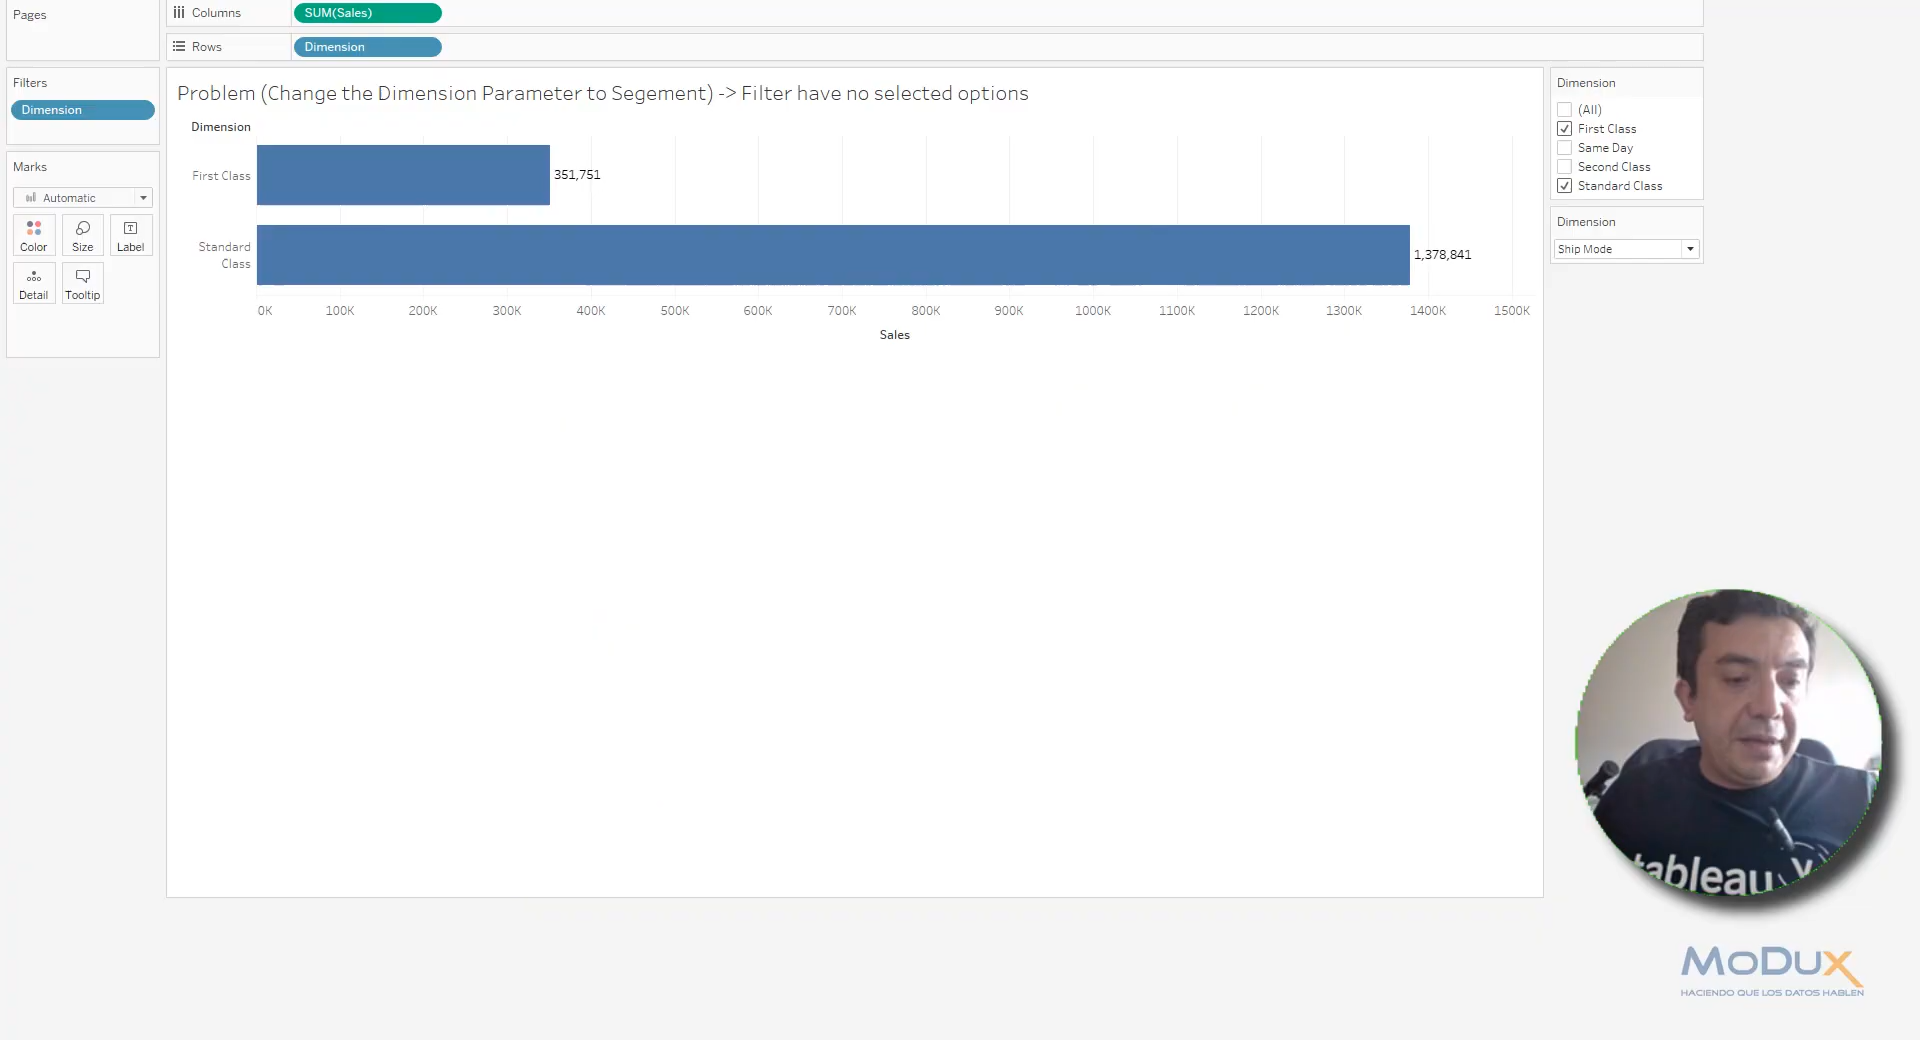 Pages
Columns
SUM(Sales)
Rows
Dimension
Filters
Dimension
Marks
Automatic
Color
Size
Label
Detail
Tooltip
Problem (Change the Dimension Parameter to Segement) -> Filter have no selected options
Dimension
First Class
351,751
Standard
Class
1,378,841
0K 100K 200K 300K 400K 500K 600K 700K 800K 900K 1000K 1100K 1200K 1300K 1400K 1500K
Sales
Dimension
(All)
First Class
Same Day
Second Class
Standard Class
Dimension
Ship Mode
tableau
MODUX
HACIENDO QUE LOS DATOS HABLEN